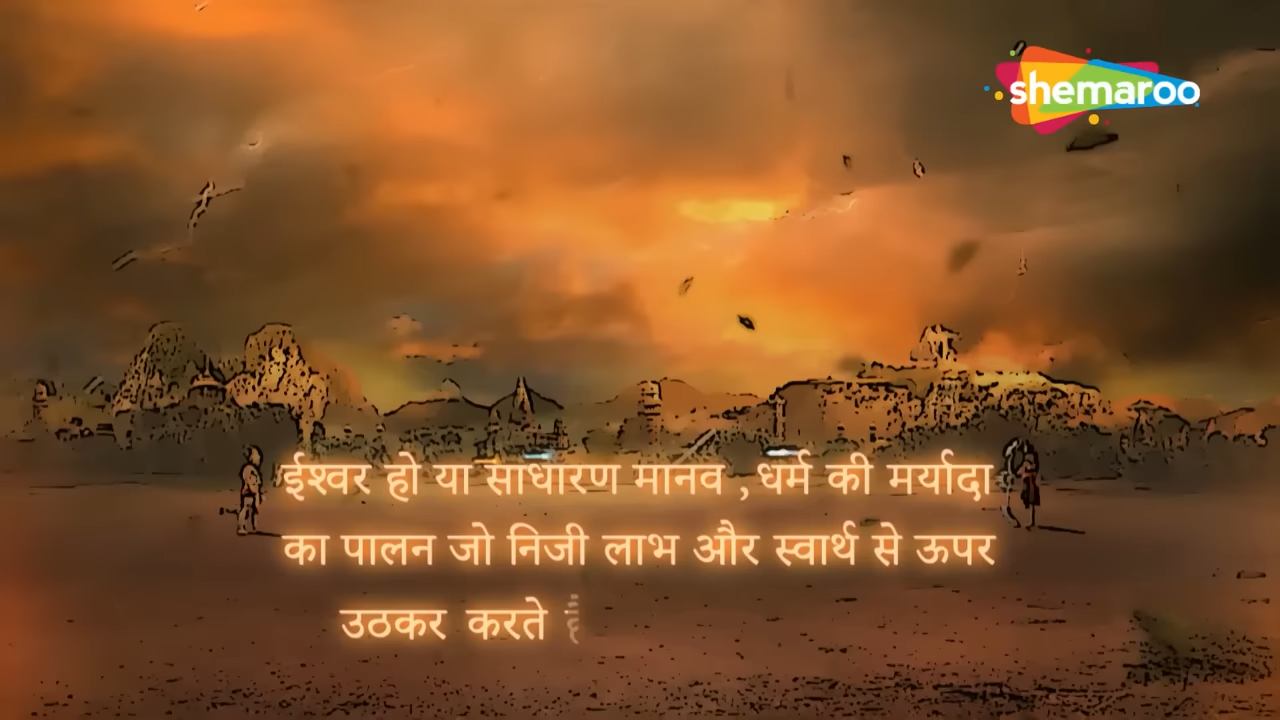 shemaroo
ईश्वर हो या साधारण मानव , धर्म की मर्यादा
का पालन जो निजी लाभ और स्वार्थ से ऊपर
उठकर करते